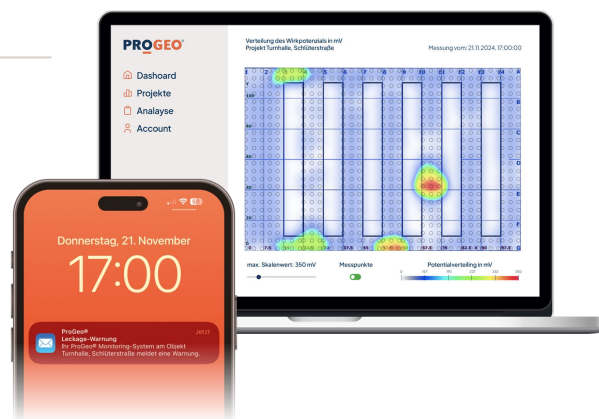 PROGEO®
Dashoard
Projekte
Analayse
Account
Verteilung des Wirkpotenzials in mV
Projekt Turnhalle, Schlüterstraße
Messung vom: 21.11.2024, 17:00:00
max. Skalenwert: 350 mV
Messpunkte
Potentialverteilung in mV
Donnerstag, 21. November
17:00
ProGeo®
Jetzt
Leckage-Warnung
Ihr ProGeo® Monitoring-System am Objekt
Turnhalle, Schlüterstraße meldet eine Warnung.